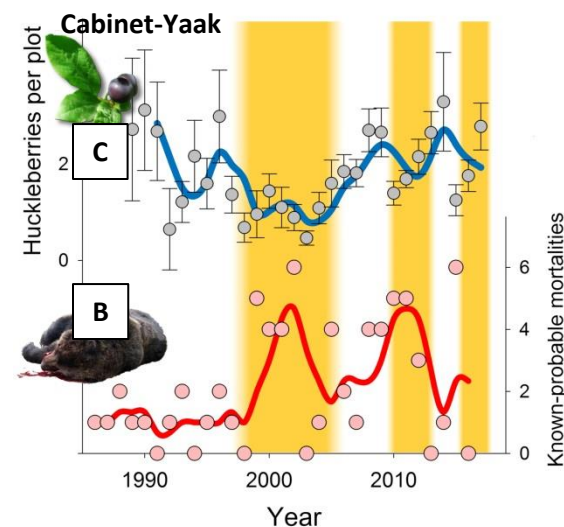 Cabinet-Yaak
Huckleberries per plot
C
2
0
B
6
4
2
0
Known-probable mortalities
1990
2000
2010
Year